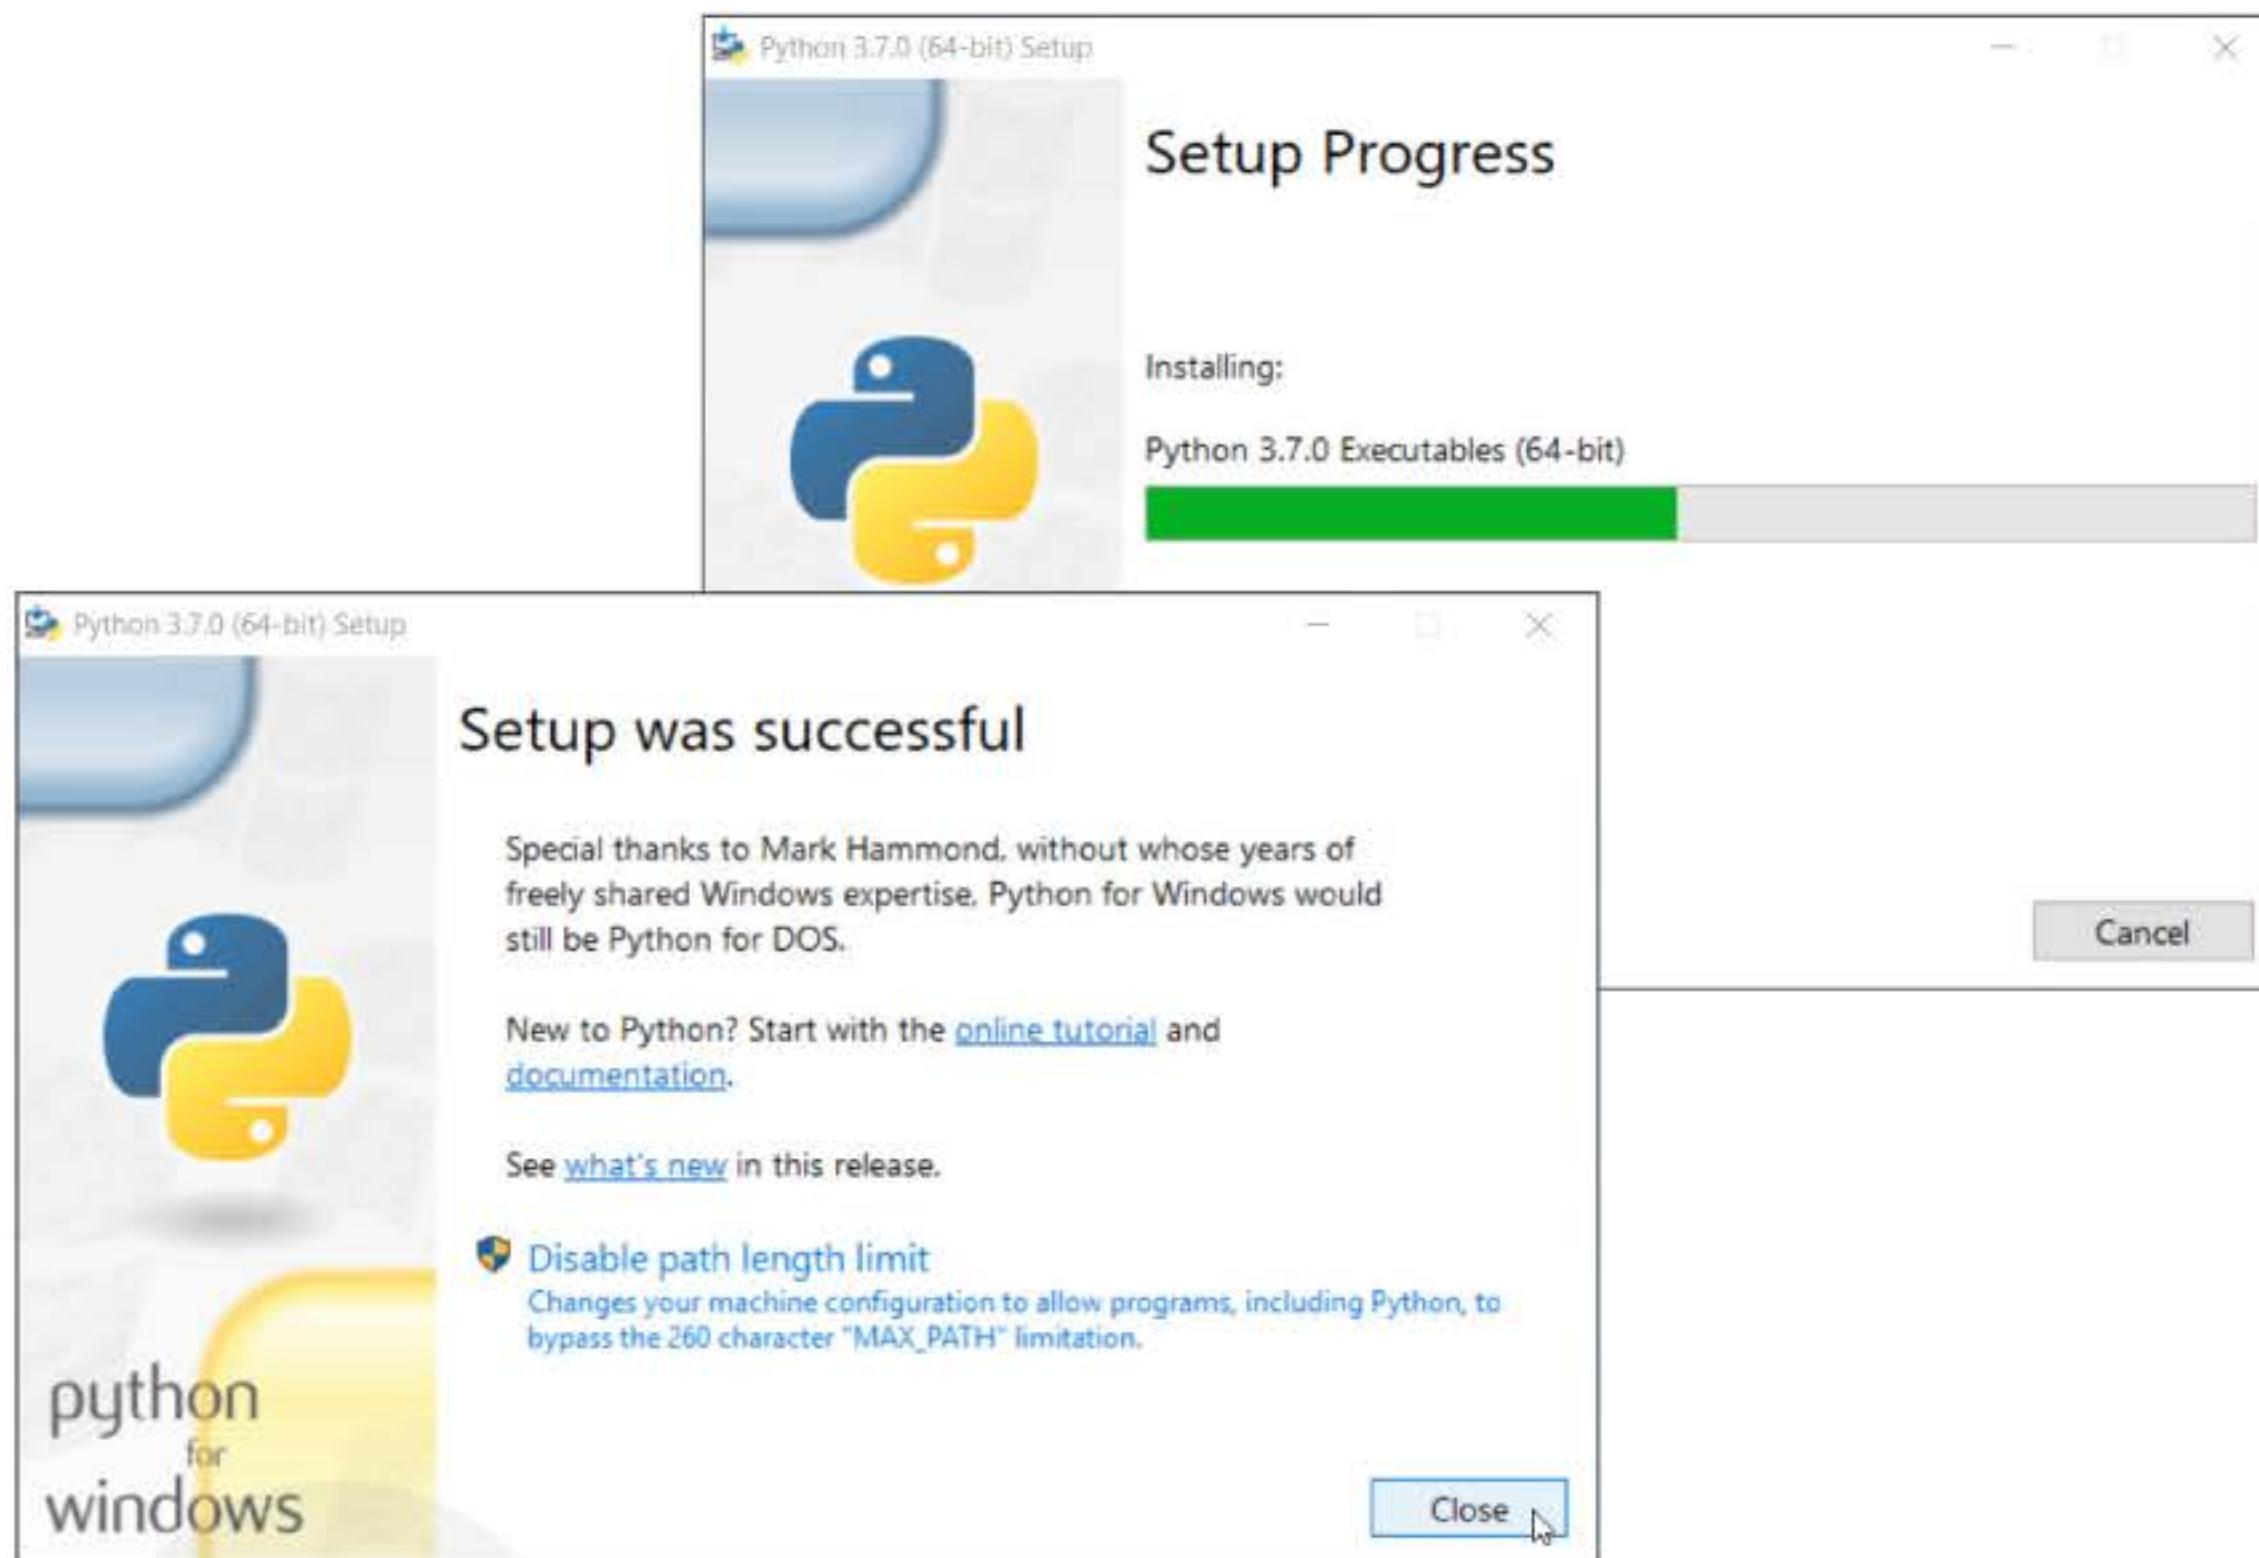 Python 3.7.0 (64-bit) Setup
Setup Progress
Installing:
Python 3.7.0 Executables (64-bit)
Cancel
Python 3.7.0 (64-bit) Setup
Setup was successful
Special thanks to Mark Hammond, without whose years of
freely shared Windows expertise, Python for Windows would
still be Python for DOS.
New to Python? Start with the online tutorial and
documentation.
See what's new in this release.
Disable path length limit
Changes your machine configuration to allow programs, including Python, to
bypass the 260 character "MAX_PATH" limitation.
python
for
windows
Close